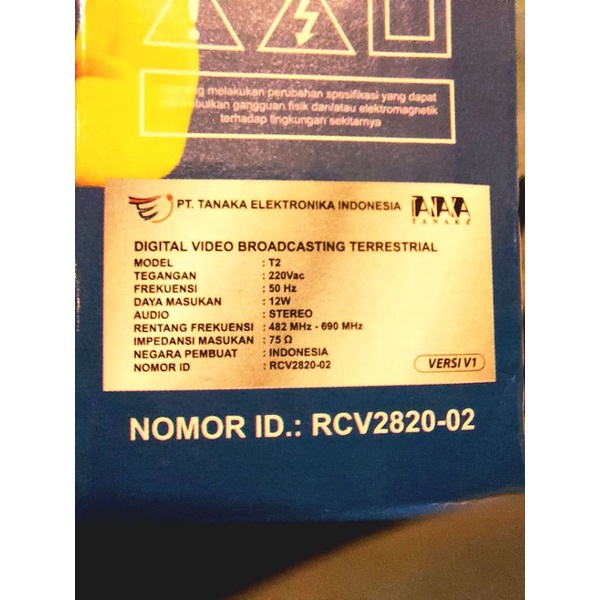 melakukan perubahan spesifikasi yang dapat
gangguan fisik dan/atau elektromagnetik
terhadap lingkungan sekitarnya
PT. TANAKA ELEKTRONIKA INDONESIA
TANAKA
DIGITAL VIDEO BROADCASTING TERRESTRIAL
MODEL : T2
TEGANGAN : 220Vac
FREKUENSI : 50 Hz
DAYA MASUKAN : 12W
AUDIO : STEREO
RENTANG FREKUENSI : 482 MHz - 690 MHz
IMPEDANSI MASUKAN : 75 Ω
NEGARA PEMBUAT : INDONESIA
NOMOR ID : RCV2820-02
VERSI V1
NOMOR ID.: RCV2820-02